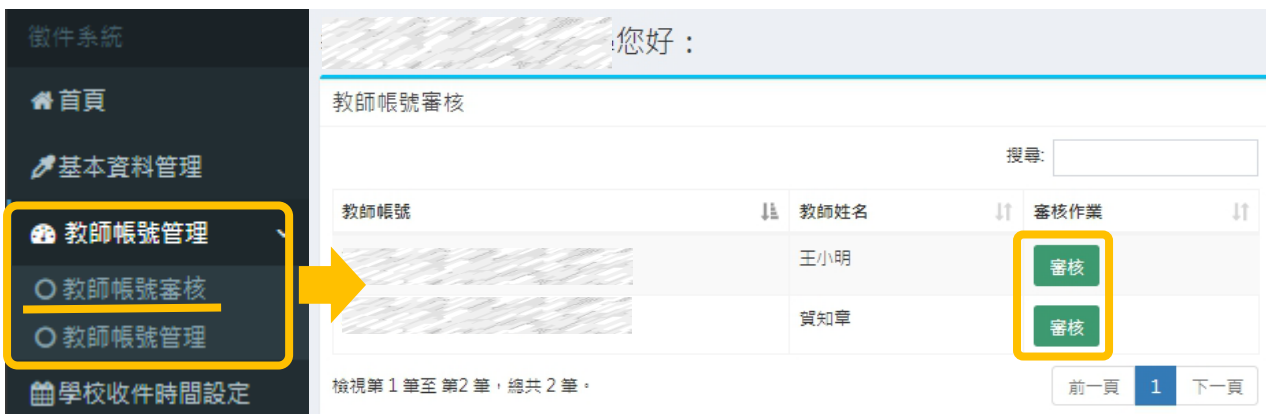 徵件系統
首頁
基本資料管理
教師帳號管理
教師帳號審核
教師帳號管理
學校收件時間設定
您好：
教師帳號審核
搜尋:
教師帳號 教師姓名 審核作業
王小明 審核
賀知章 審核
檢視第 1 筆至 第2 筆，總共 2 筆。
前一頁 1 下一頁